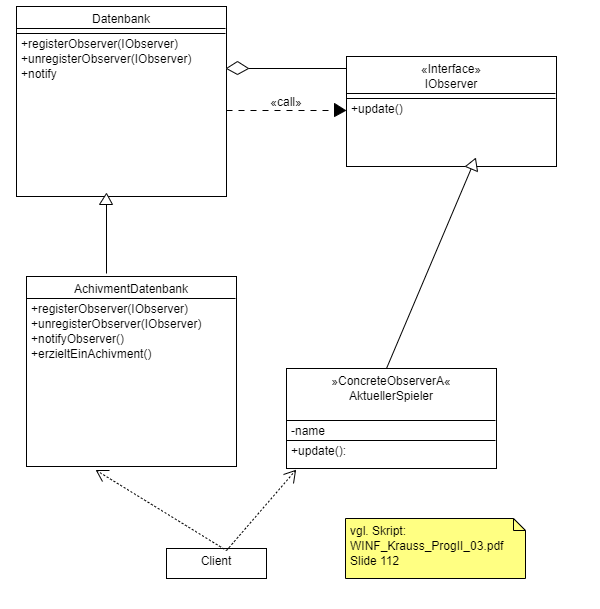 Datenbank
+registerObserver(IObserver)
+unregisterObserver(IObserver)
+notify
«Interface»
IObserver
+update()
«call»
AchivmentDatenbank
+registerObserver(IObserver)
+unregisterObserver(IObserver)
+notifyObserver()
+erzieltEinAchivment()
»ConcreteObserverA«
AktuellerSpieler
-name
+update():
Client
vgl. Skript:
WINF_Krauss_ProgII_03.pdf
Slide 112